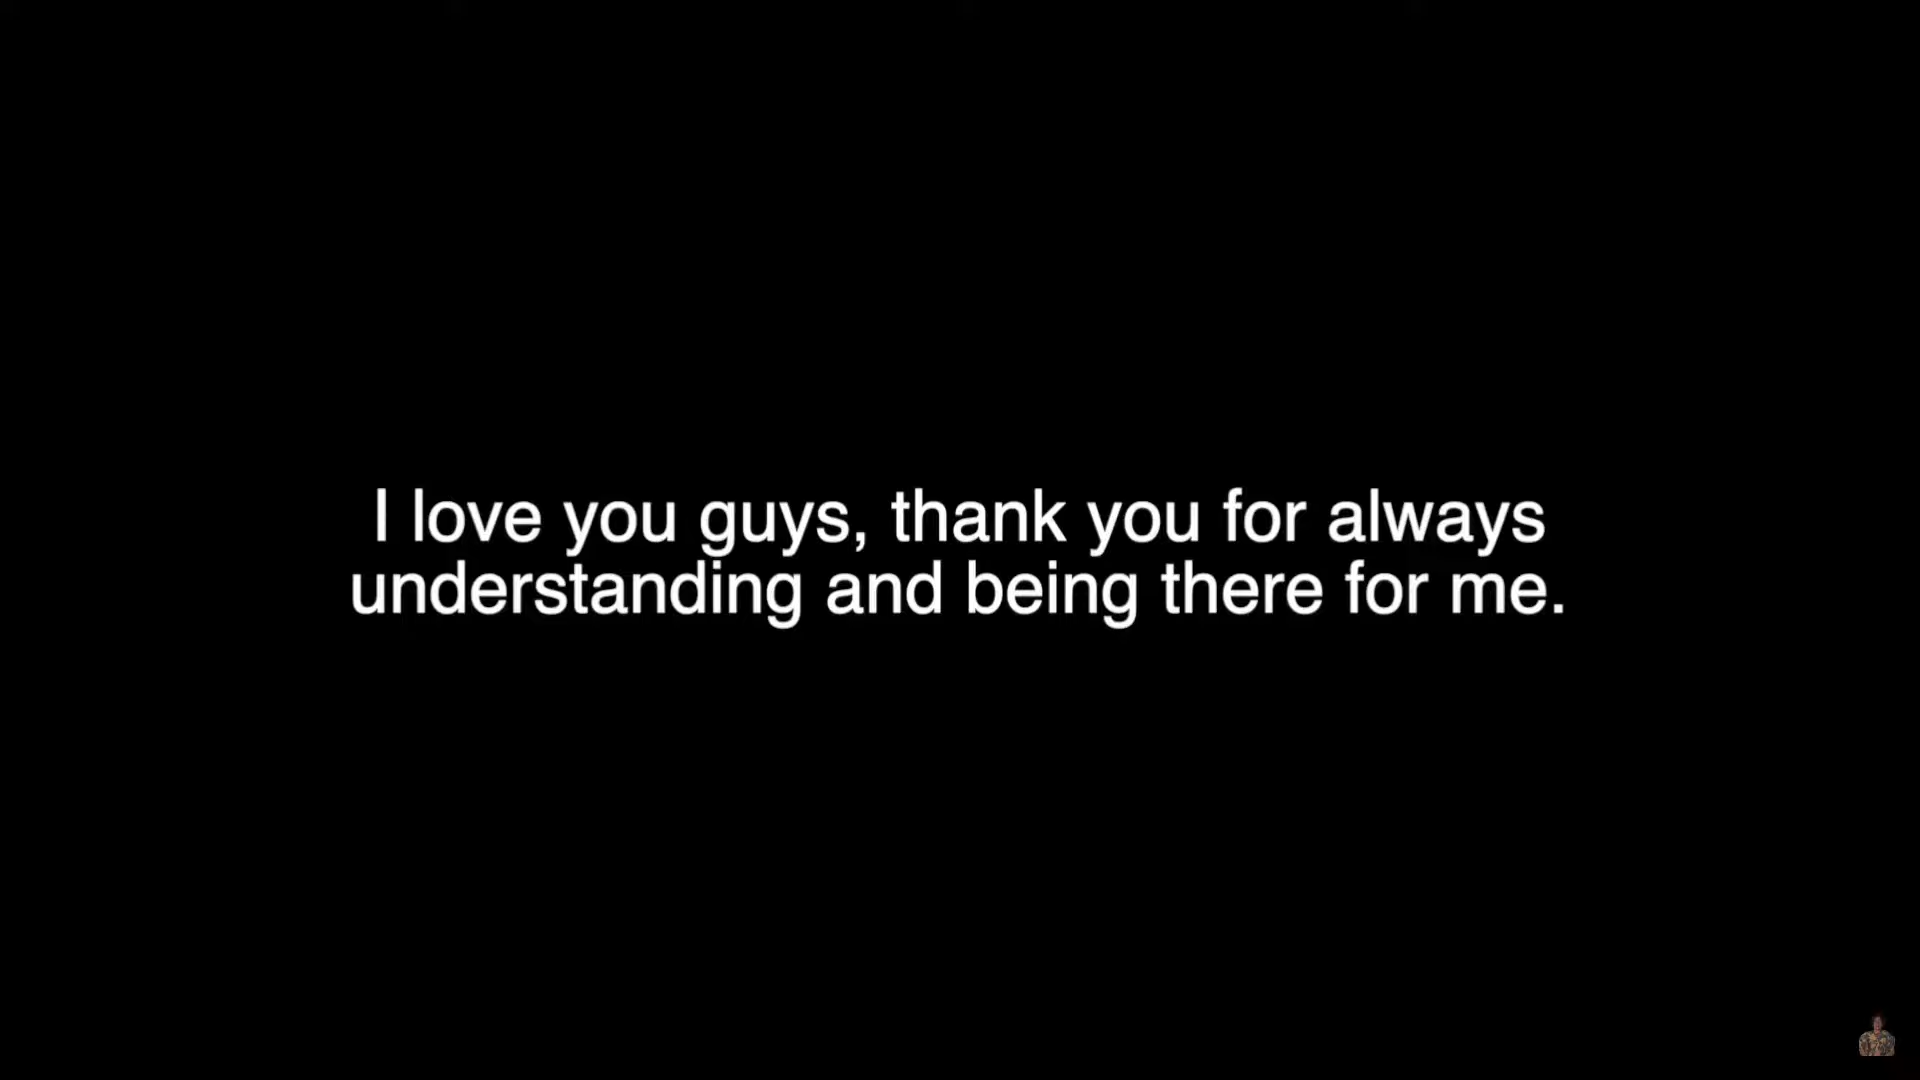 I love you guys, thank you for always
understanding and being there for me.